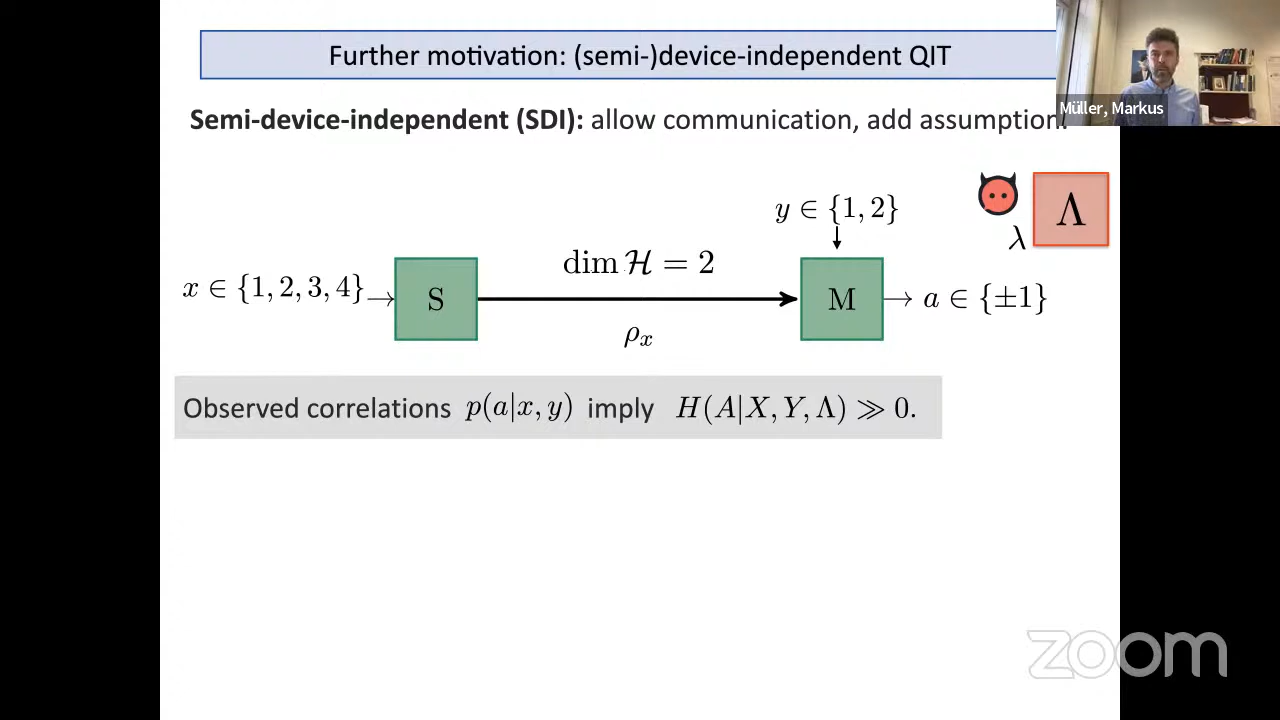 Further motivation: (semi-)device-independent QIT
Müller, Markus
Semi-device-independent (SDI): allow communication, add assumption.
y ∈ {1, 2}
Λ
λ
dim ℋ = 2
x ∈ {1, 2, 3, 4}
S
M
a ∈ {±1}
ρₓ
Observed correlations p(a|x, y) imply H(A|X, Y, Λ) ≫ 0.
zoom